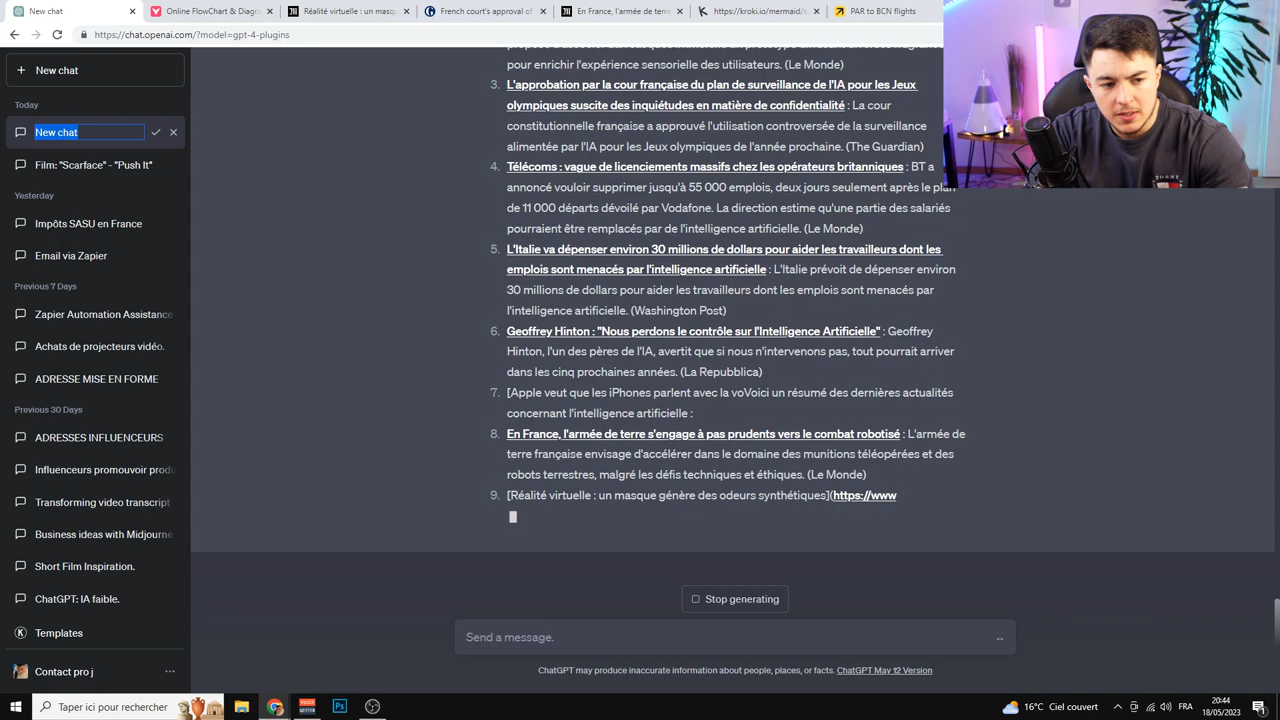 New chat
Online FlowChart & Diagra
Réalité virtuelle : un masqu
French court's approval of
En France, l'armée de terre
https://kroki.io/mermaid/s
PAR to BCN flights
https://chat.openai.com/?model=gpt-4-plugins
New chat
Today
New chat
Film: "Scarface" - "Push It"
Yesterday
Impôts SASU en France
Email via Zapier
Previous 7 Days
Zapier Automation Assistance
Achats de projecteurs vidéo.
ADRESSE MISE EN FORME
Previous 30 Days
ADRESSES INFLUENCEURS
Influenceurs promouvoir produ
Transforming video transcript
Business ideas with Midjourne
Short Film Inspiration.
ChatGPT: IA faible.
Templates
Contact pro j
pour enrichir l'expérience sensorielle des utilisateurs. (Le Monde)
3. L'approbation par la cour française du plan de surveillance de l'IA pour les Jeux
olympiques suscite des inquiétudes en matière de confidentialité : La cour
constitutionnelle française a approuvé l'utilisation controversée de la surveillance
alimentée par l'IA pour les Jeux olympiques de l'année prochaine. (The Guardian)
4. Télécoms : vague de licenciements massifs chez les opérateurs britanniques : BT a
annoncé vouloir supprimer jusqu'à 55 000 emplois, deux jours seulement après le plan
de 11 000 départs dévoilé par Vodafone. La direction estime qu'une partie des salariés
pourraient être remplacés par de l'intelligence artificielle. (Le Monde)
5. L'Italie va dépenser environ 30 millions de dollars pour aider les travailleurs dont les
emplois sont menacés par l'intelligence artificielle : L'Italie prévoit de dépenser environ
30 millions de dollars pour aider les travailleurs dont les emplois sont menacés par
l'intelligence artificielle. (Washington Post)
6. Geoffrey Hinton : "Nous perdons le contrôle sur l'Intelligence Artificielle" : Geoffrey
Hinton, l'un des pères de l'IA, avertit que si nous n'intervenons pas, tout pourrait arriver
dans les cinq prochaines années. (La Repubblica)
7. [Apple veut que les iPhones parlent avec la voVoici un résumé des dernières actualités
concernant l'intelligence artificielle :
8. En France, l'armée de terre s'engage à pas prudents vers le combat robotisé : L'armée de
terre française envisage d'accélérer dans le domaine des munitions téléopérées et des
robots terrestres, malgré les défis techniques et éthiques. (Le Monde)
9. [Réalité virtuelle : un masque génère des odeurs synthétiques](https://www
Stop generating
Send a message.
ChatGPT may produce inaccurate information about people, places, or facts. ChatGPT May 12 Version
Taper ici pour rechercher
16°C Ciel couvert
FRA
20:44
18/05/2023